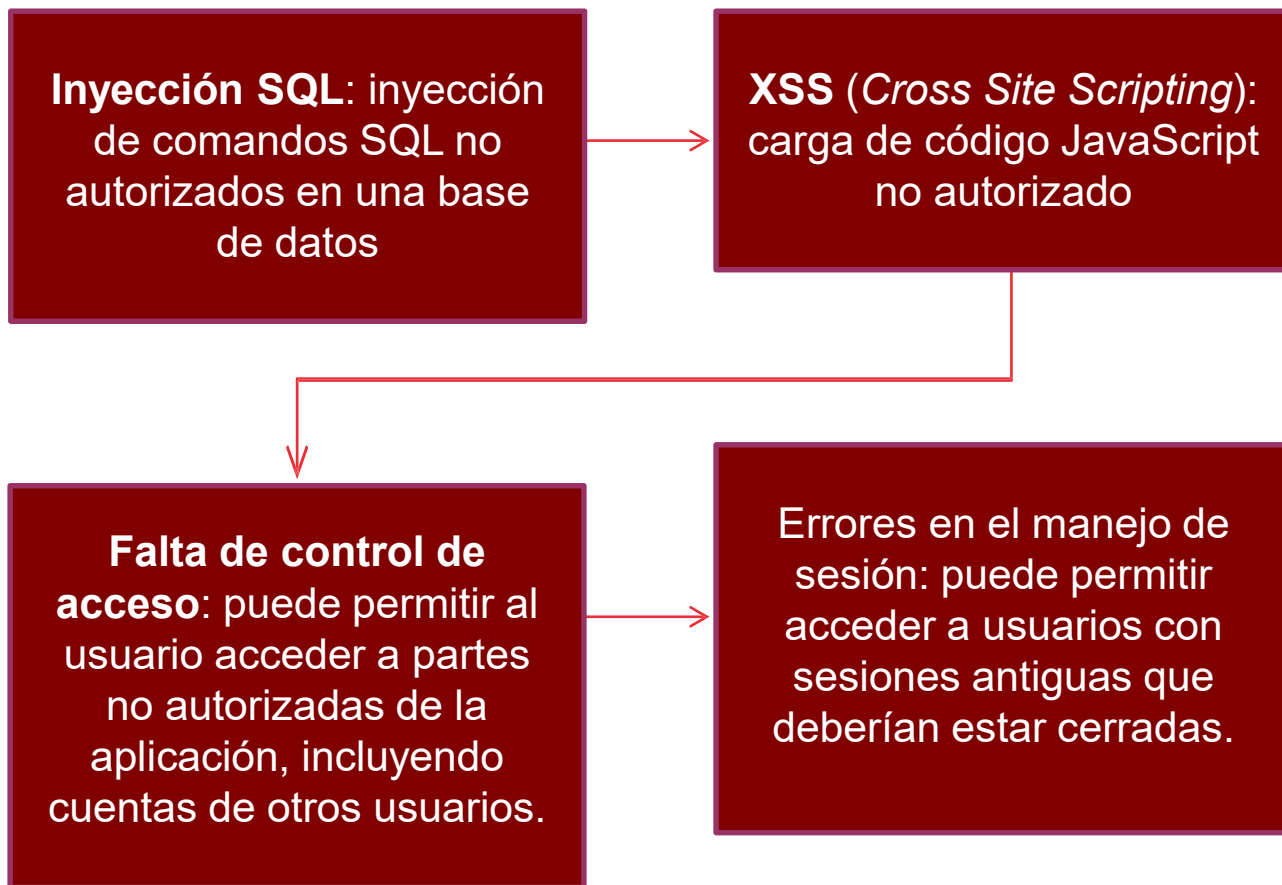 Inyección SQL: inyección
de comandos SQL no
autorizados en una base
de datos
XSS (Cross Site Scripting):
carga de código JavaScript
no autorizado
Falta de control de
acceso: puede permitir al
usuario acceder a partes
no autorizadas de la
aplicación, incluyendo
cuentas de otros usuarios.
Errores en el manejo de
sesión: puede permitir
acceder a usuarios con
sesiones antiguas que
deberían estar cerradas.